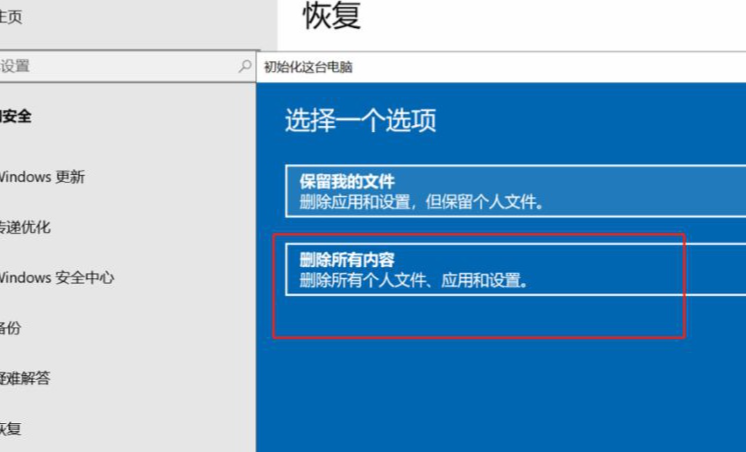 主页
恢复
设置
初始化这台电脑
选择一个选项
安全
保留我的文件
删除应用和设置，但保留个人文件。
Windows 更新
传递优化
删除所有内容
删除所有个人文件、应用和设置。
Windows 安全中心
备份
疑难解答
恢复